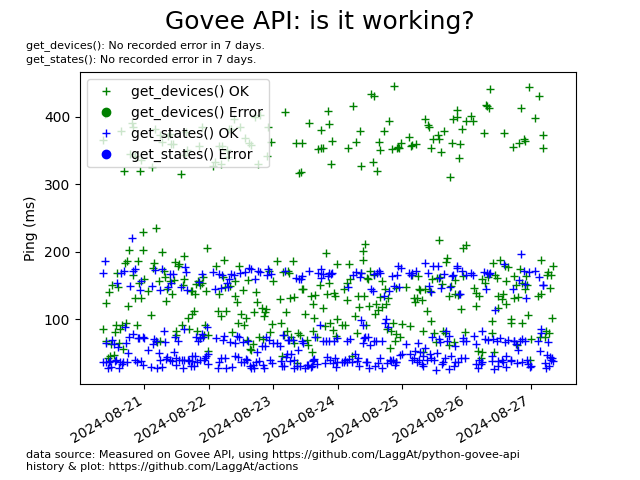 Govee API: is it working?
get_devices(): No recorded error in 7 days.
get_states(): No recorded error in 7 days.
get_devices() OK
get_devices() Error
get_states() OK
get_states() Error
Ping (ms)
400
300
200
100
2024-08-21
2024-08-22
2024-08-23
2024-08-24
2024-08-25
2024-08-26
2024-08-27
data source: Measured on Govee API, using https://github.com/LaggAt/python-govee-api
history & plot: https://github.com/LaggAt/actions